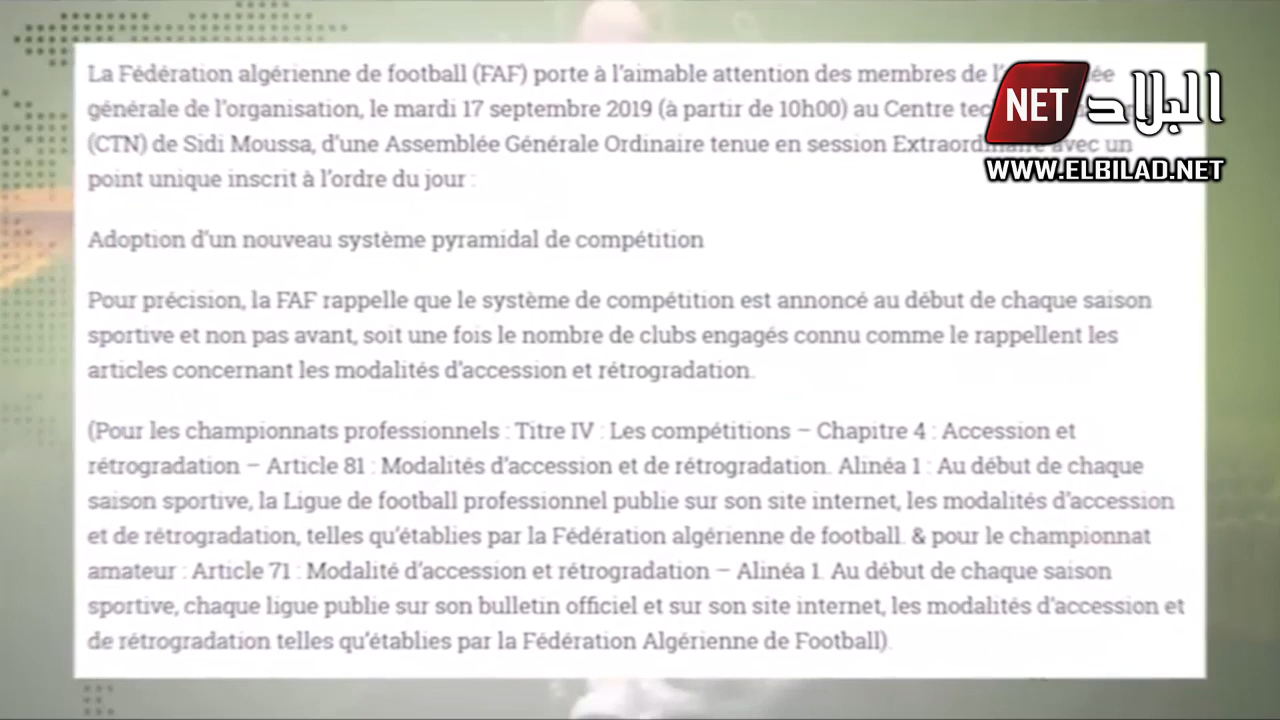 La Fédération algérienne de football (FAF) porte à l'aimable attention des membres de
générale de l'organisation, le mardi 17 septembre 2019 (à partir de 10h00) au Centre
(CTN) de Sidi Moussa, d'une Assemblée Générale Ordinaire tenue en session Extraordinaire avec un
point unique inscrit à l'ordre du jour :
Adoption d'un nouveau système pyramidal de compétition
Pour précision, la FAF rappelle que le système de compétition est annoncé au début de chaque saison
sportive et non pas avant, soit une fois le nombre de clubs engagés connu comme le rappellent les
articles concernant les modalités d'accession et rétrogradation.
(Pour les championnats professionnels : Titre IV : Les compétitions – Chapitre 4 : Accession et
rétrogradation – Article 81 : Modalités d'accession et de rétrogradation. Alinéa 1 : Au début de chaque
saison sportive, la Ligue de football professionnel publie sur son site internet, les modalités d'accession
et de rétrogradation, telles qu'établies par la Fédération algérienne de football. & pour le championnat
amateur : Article 71 : Modalité d'accession et rétrogradation – Alinéa 1. Au début de chaque saison
sportive, chaque ligue publie sur son bulletin officiel et sur son site internet, les modalités d'accession et
de rétrogradation telles qu'établies par la Fédération Algérienne de Football).
NET البلاد
WWW.ELBILAD.NET